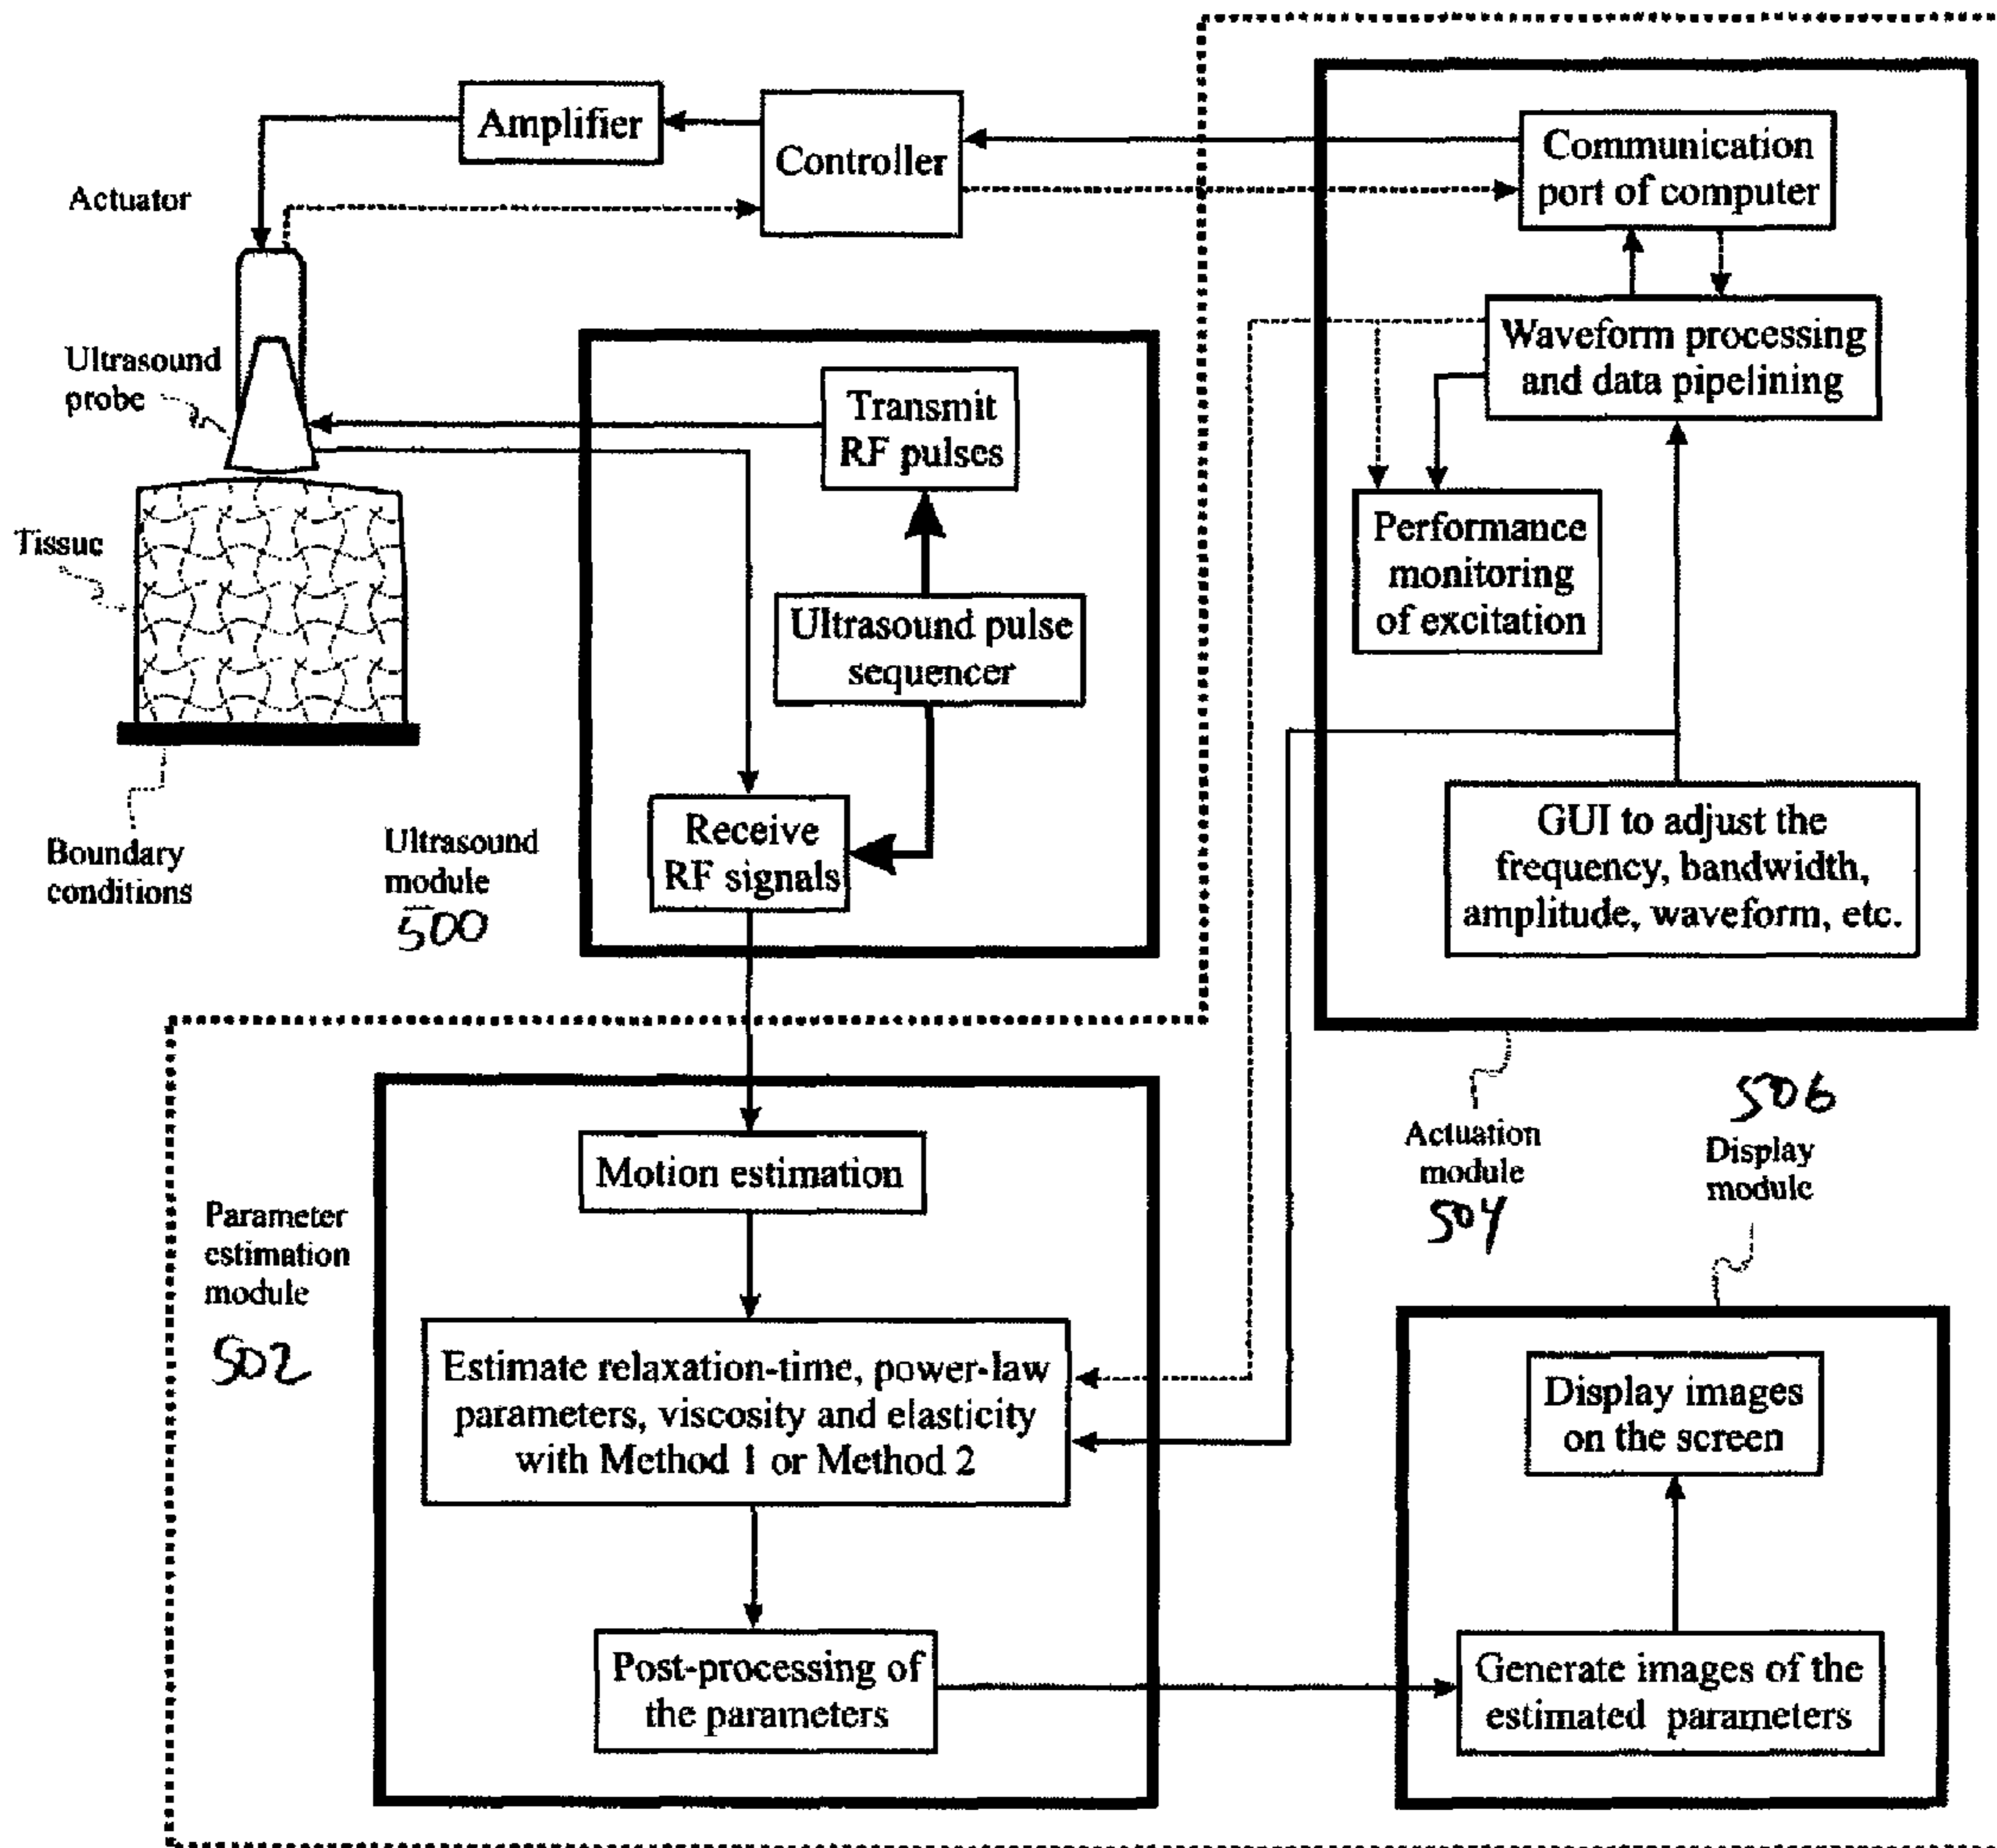 Amplifier
Controller
Communication
port of computer
Actuator
Waveform processing
and data pipelining
Ultrasound
probe
Transmit
RF pulses
Performance
monitoring
of excitation
Tissue
Ultrasound pulse
sequencer
Boundary
conditions
Ultrasound
module
500
Receive
RF signals
GUI to adjust the
frequency, bandwidth,
amplitude, waveform, etc.
Actuation
module
504
506
Display
module
Parameter
estimation
module
502
Motion estimation
Estimate relaxation-time, power-law
parameters, viscosity and elasticity
with Method 1 or Method 2
Post-processing of
the parameters
Display images
on the screen
Generate images of the
estimated parameters